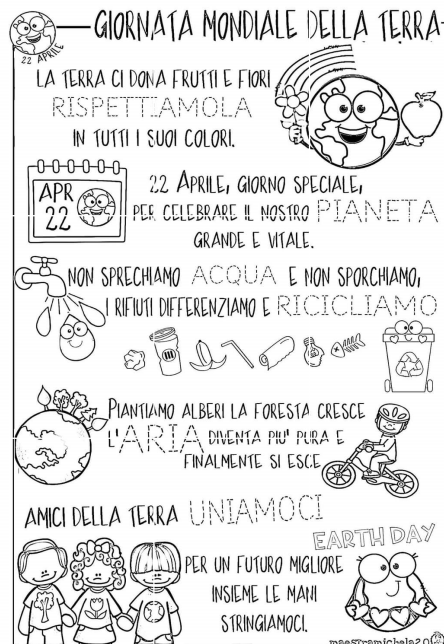 GIORNATA MONDIALE DELLA TERRA
22 APRILE
LA TERRA CI DONA FRUTTI E FIORI
RISPETTIAMOLA
IN TUTTI I SUOI COLORI.
APR
22
22 APRILE, GIORNO SPECIALE,
PER CELEBRARE IL NOSTRO PIANETA
GRANDE E VITALE.
NON SPRECHIAMO ACQUA E NON SPORCHIAMO,
I RIFIUTI DIFFERENZIAMO E RICICLIAMO
PIANTIAMO ALBERI LA FORESTA CRESCE
L'ARIA DIVENTA PIU' PURA E
FINALMENTE SI ESCE
AMICI DELLA TERRA UNIAMOCI
EARTH DAY
PER UN FUTURO MIGLIORE
INSIEME LE MANI
STRINGIAMOCI.
maestramichela2.0